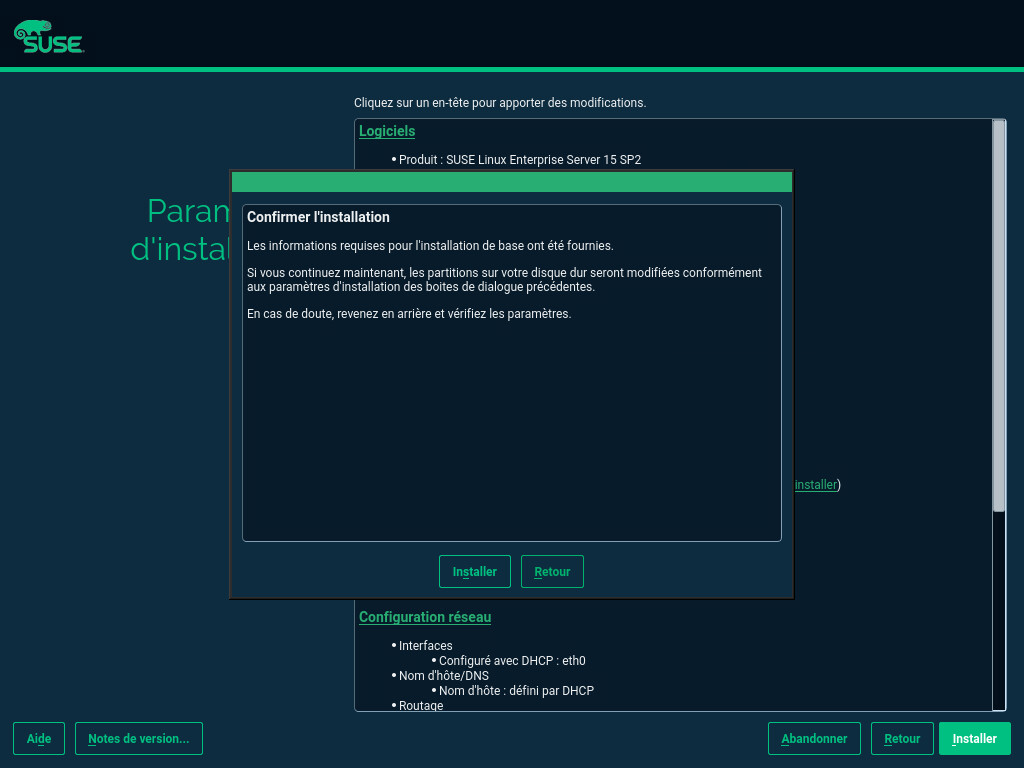 SUSE
Cliquez sur un en-tête pour apporter des modifications.
Logiciels
• Produit : SUSE Linux Enterprise Server 15 SP2
Confirmer l'installation
Les informations requises pour l'installation de base ont été fournies.
Si vous continuez maintenant, les partitions sur votre disque dur seront modifiées conformément
aux paramètres d'installation des boites de dialogue précédentes.
En cas de doute, revenez en arrière et vérifiez les paramètres.
installer)
Installer
Retour
Configuration réseau
• Interfaces
• Configuré avec DHCP : eth0
• Nom d'hôte/DNS
• Nom d'hôte : défini par DHCP
• Routage
Aide
Notes de version...
Abandonner
Retour
Installer